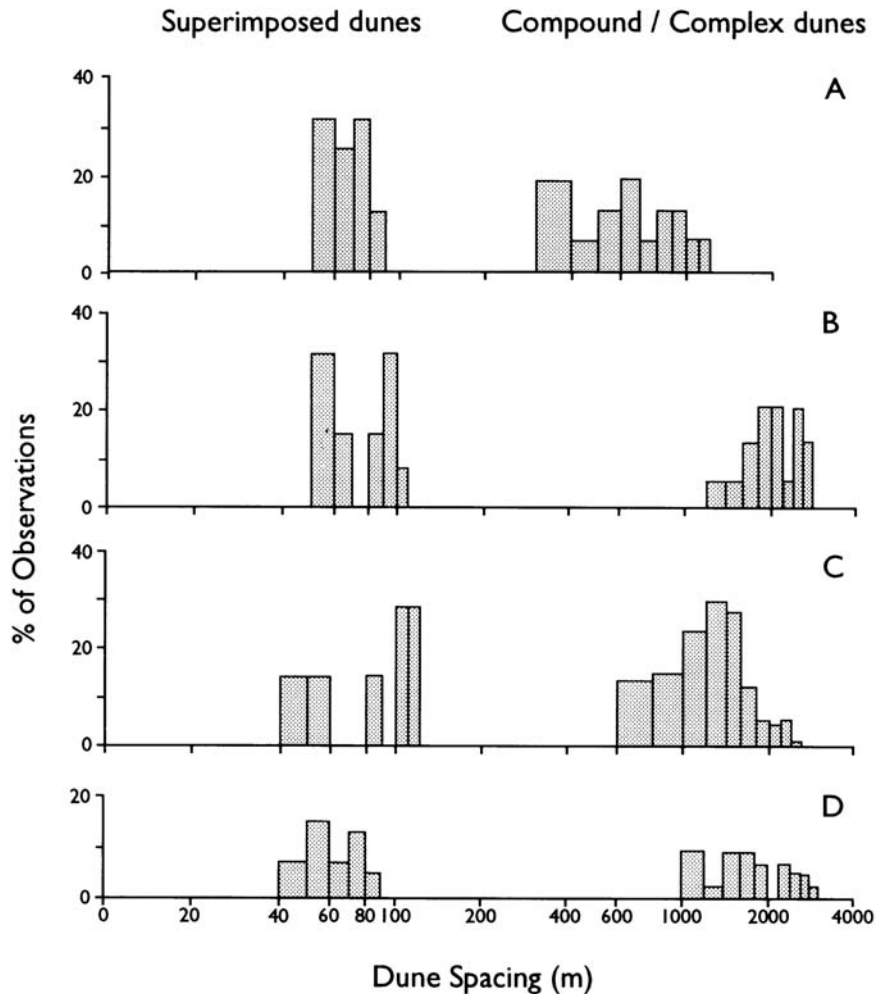 Superimposed dunes Compound / Complex dunes
A
40
20
0
B
40
20
0
C
40
20
0
D
20
0
0 20 40 60 80 100 200 400 600 1000 2000 4000
% of Observations
Dune Spacing (m)